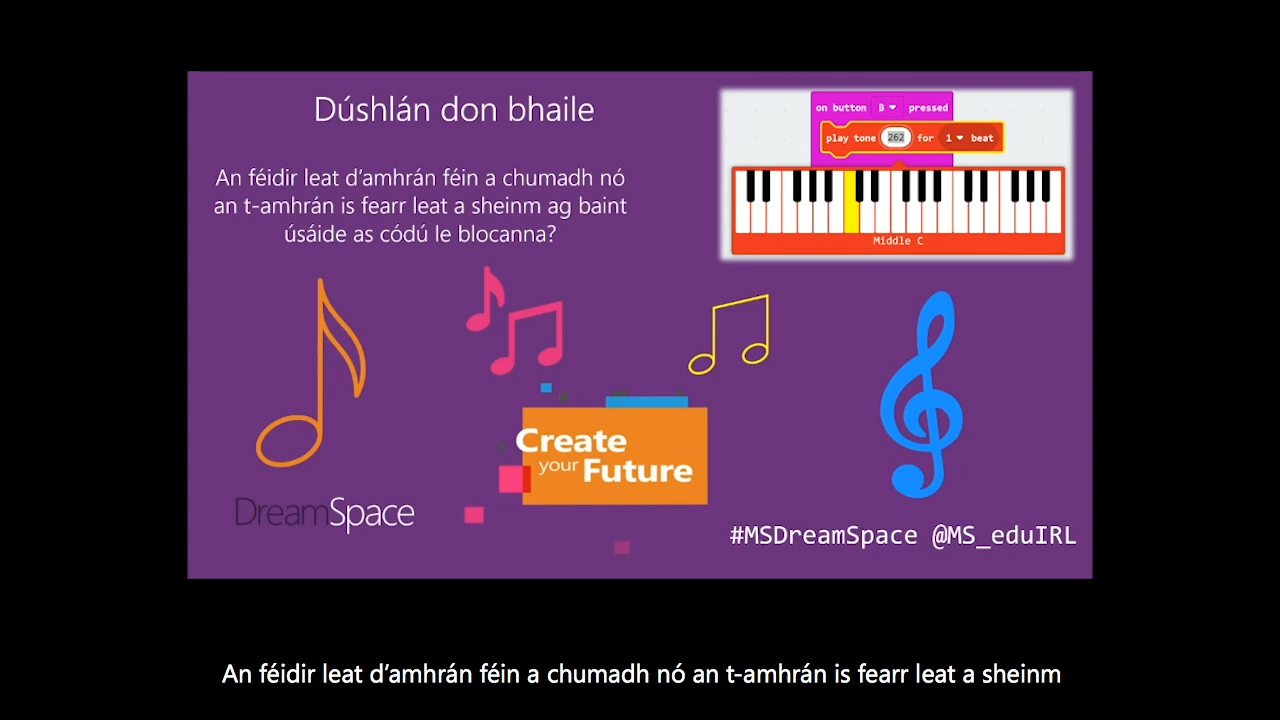 Dúshlán don bhaile
An féidir leat d’amhrán féin a chumadh nó
an t-amhrán is fearr leat a sheinm ag baint
úsáide as códú le blocanna?
on button B pressed
play tone 262 for 1 beat
Middle C
Create
your Future
DreamSpace
#MSDreamSpace @MS_eduIRL
An féidir leat d’amhrán féin a chumadh nó an t-amhrán is fearr leat a sheinm